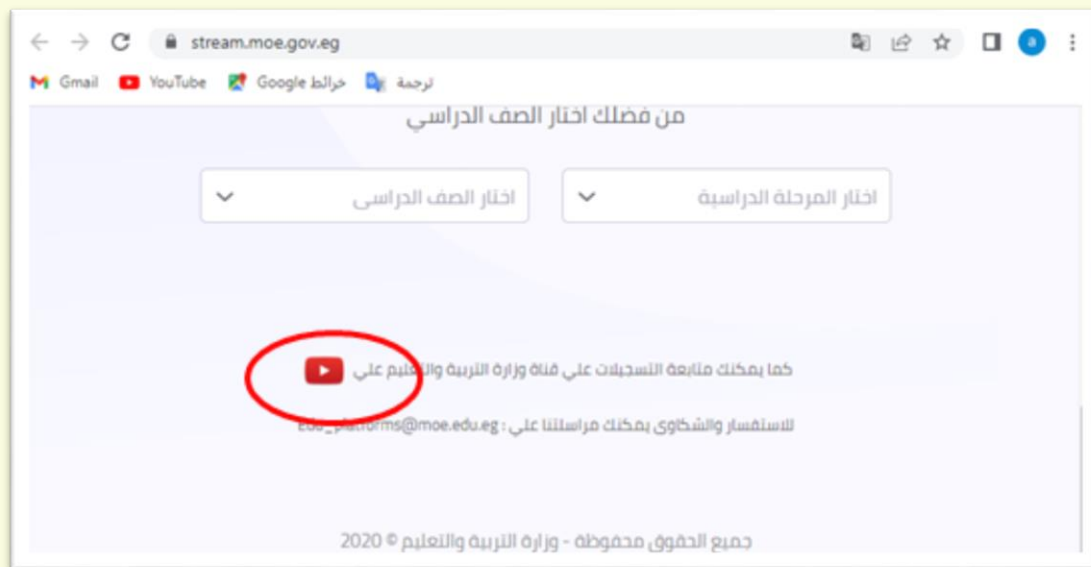 stream.moe.gov.eg
a
Gmail YouTube خرائط Google ترجمة
من فضلك اختار الصف الدراسي
اختار المرحلة الدراسية
اختار الصف الدراسى
كما يمكنك متابعة التسجيلات علي قناة وزارة التربية والتعليم علي
للاستفسار والشكاوى يمكنك مراسلتنا علي : Edu_platforms@moe.edu.eg
جميع الحقوق محفوظة - وزارة التربية والتعليم © 2020